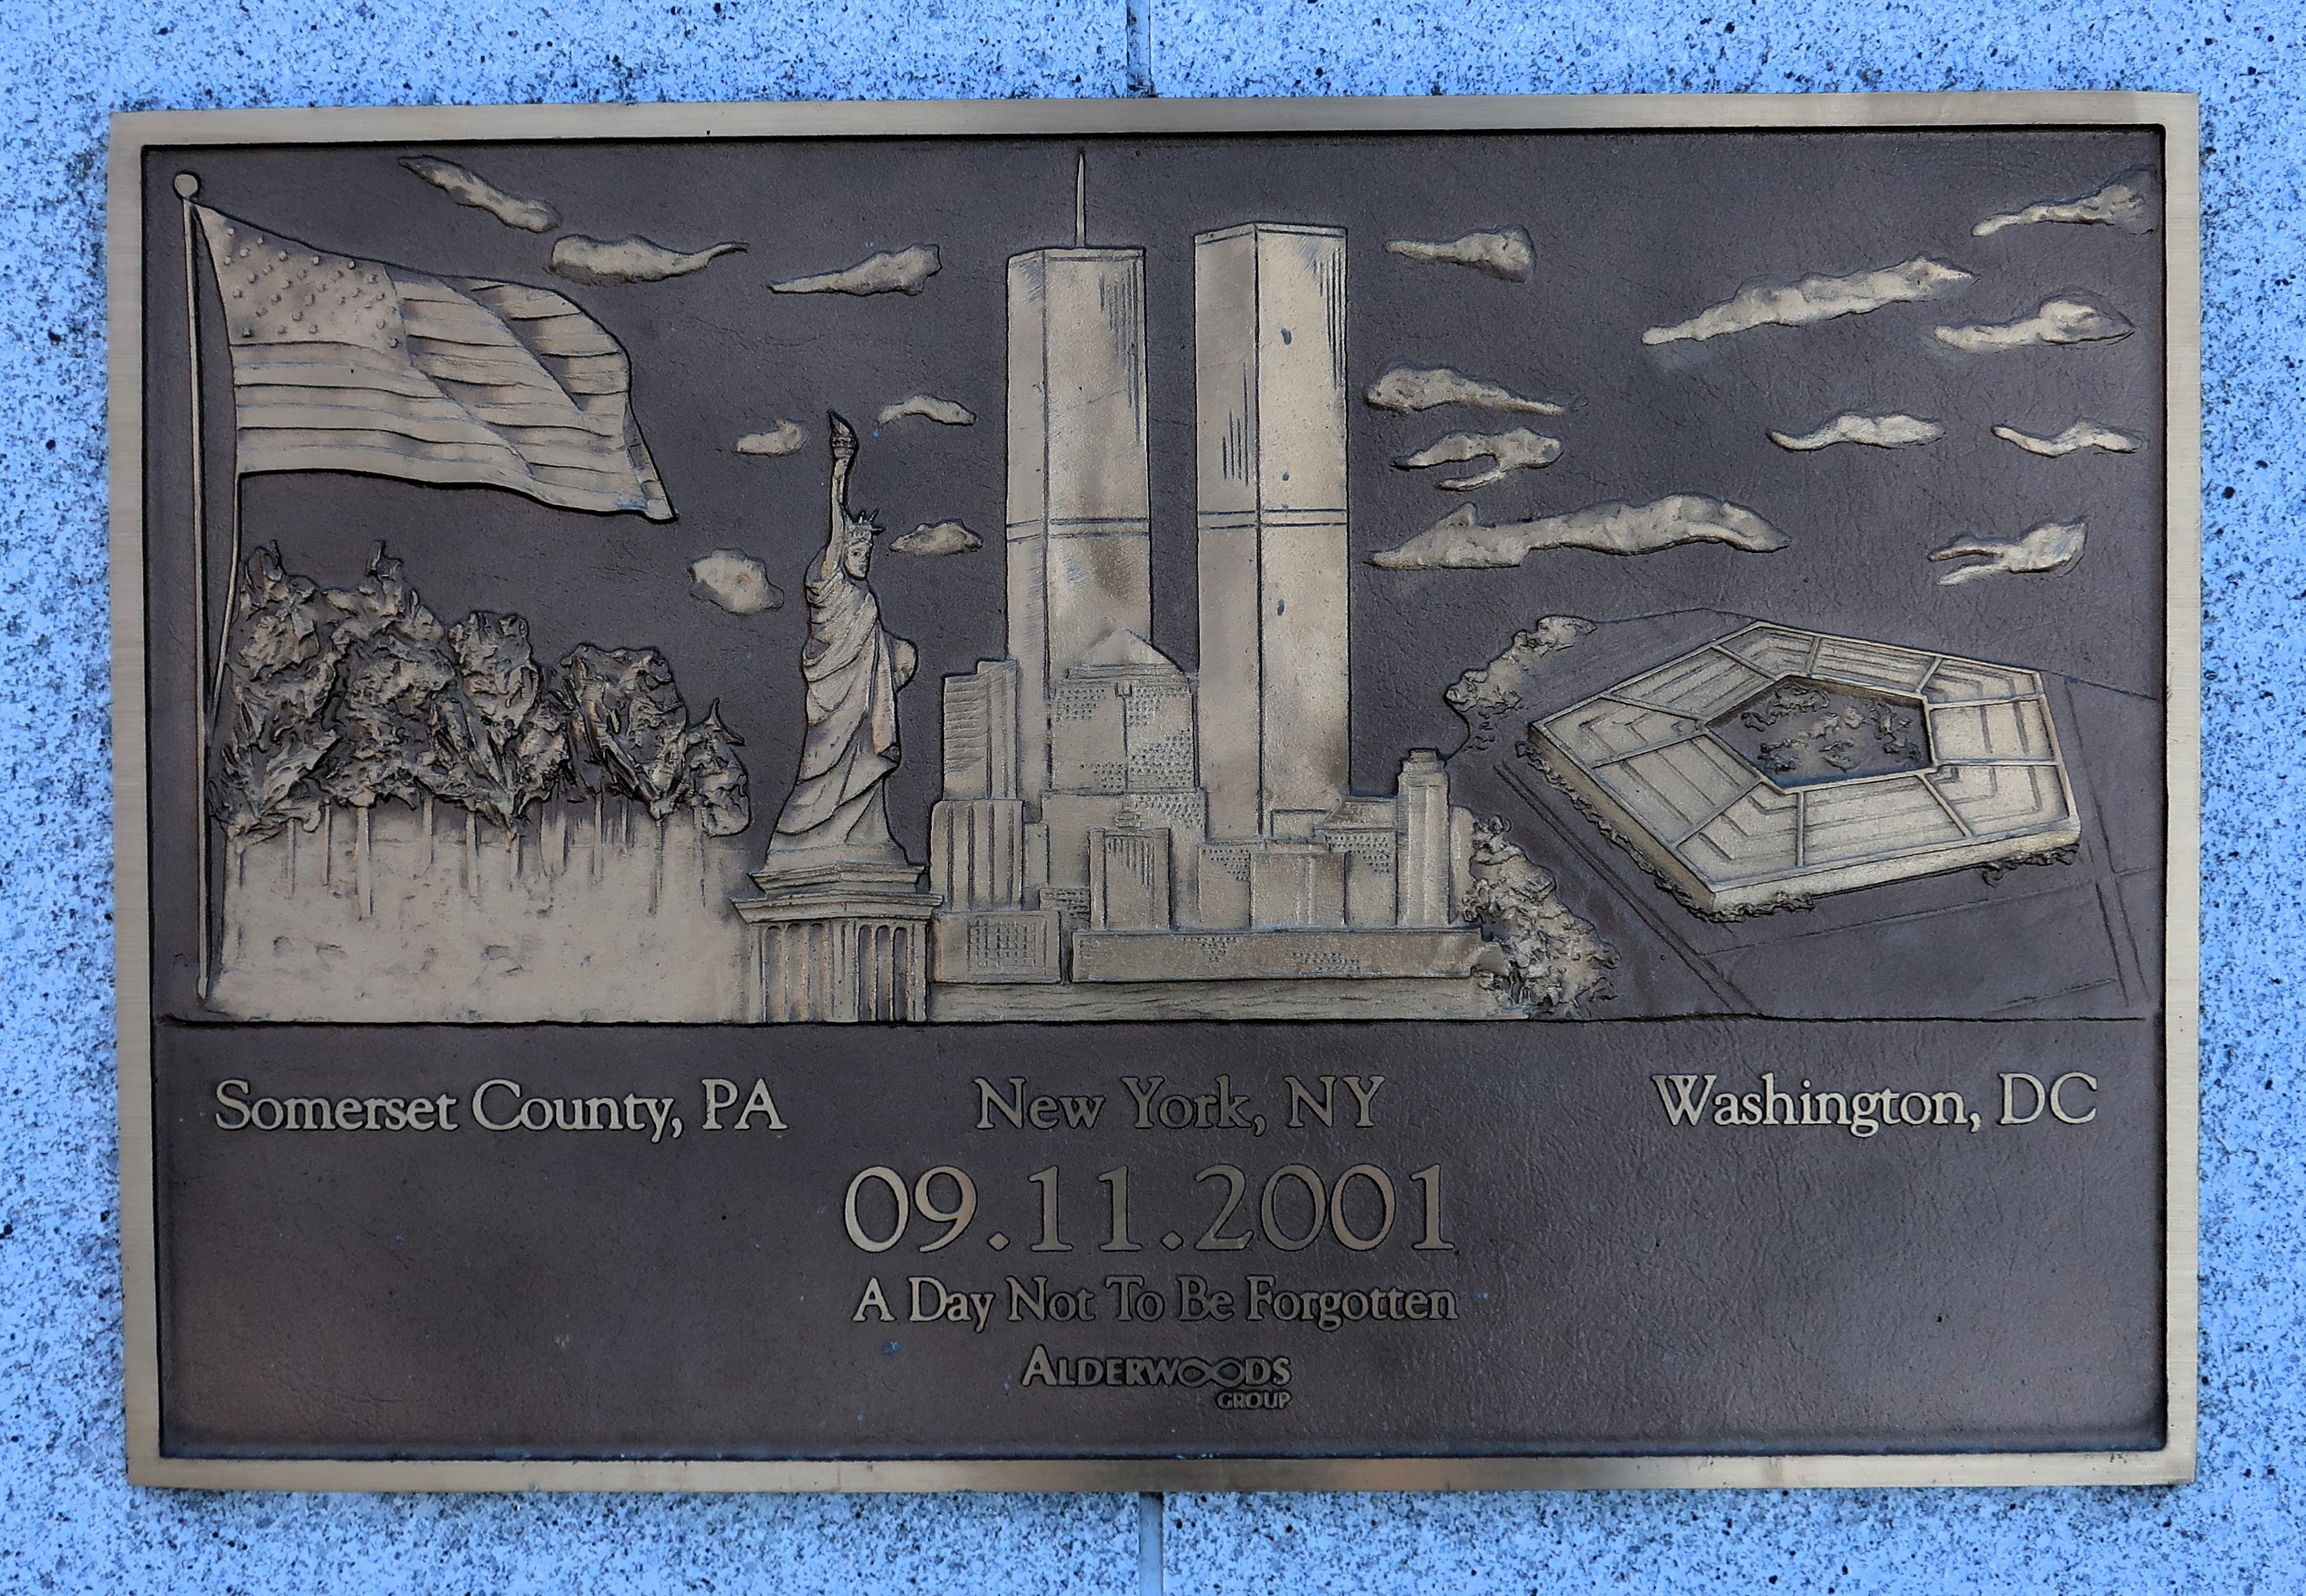 Somerset County, PA New York, NY Washington, DC
09.11.2001
A Day Not To Be Forgotten
ALDERWOODS
GROUP